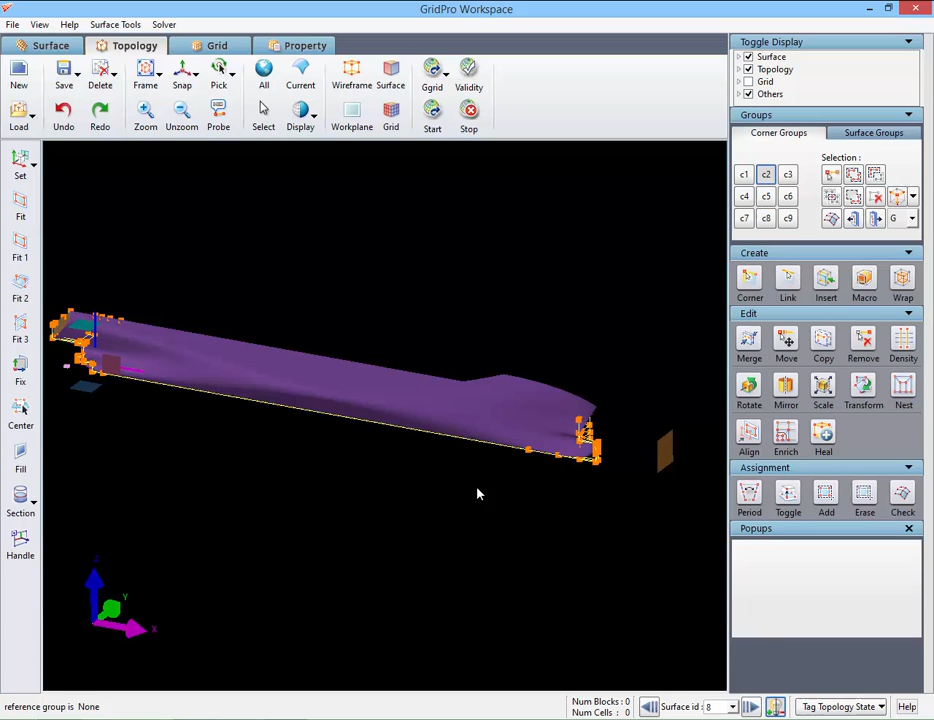 GridPro Workspace
File View Help Surface Tools Solver
Surface Topology Grid Property
New Save Delete Frame Snap Pick All Current Wireframe Surface Ggrid Validity
Load Undo Redo Zoom Unzoom Probe Select Display Workplane Grid Start Stop
Set
Fit
Fit 1
Fit 2
Fit 3
Fix
Center
Fill
Section
Handle
Z
Y
X
Toggle Display
Surface
Topology
Grid
Others
Groups
Corner Groups Surface Groups
Selection :
c1 c2 c3
c4 c5 c6
c7 c8 c9 G
Create
Corner Link Insert Macro Wrap
Edit
Merge Move Copy Remove Density
Rotate Mirror Scale Transform Nest
Align Enrich Heal
Assignment
Period Toggle Add Erase Check
Popups
reference group is None
Num Blocks: 0
Num Cells: 0
Surface id: 8
Tag Topology State
Help